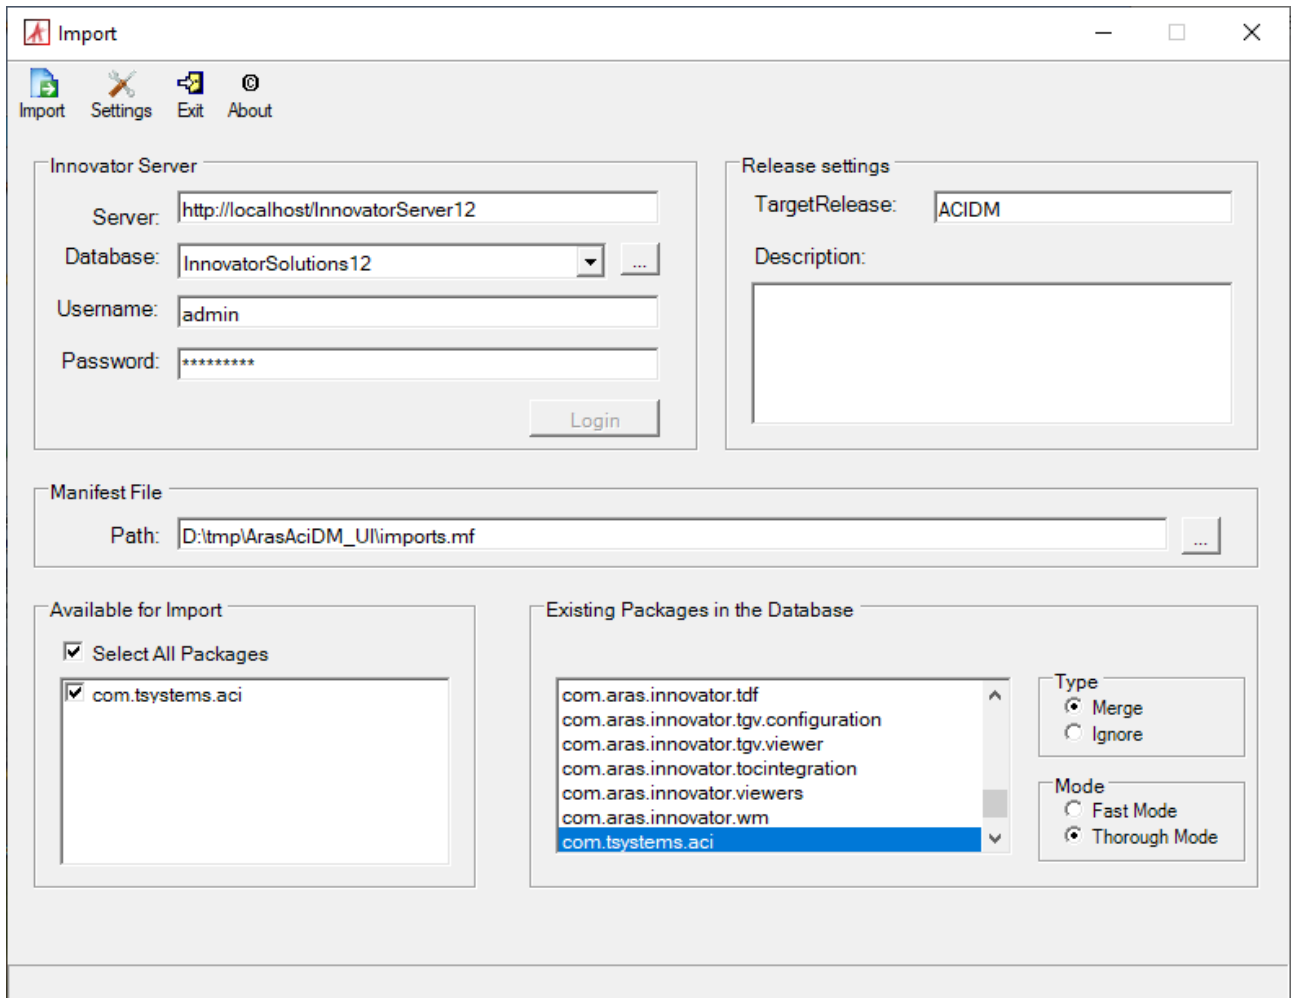 Import
Import Settings Exit About
Innovator Server
Server: http://localhost/InnovatorServer12
Database: InnovatorSolutions12 ...
Username: admin
Password: *********
Login
Release settings
TargetRelease: ACIDM
Description:
Manifest File
Path: D:\tmp\ArasAciDM_UI\imports.mf ...
Available for Import
Select All Packages
com.tsystems.aci
Existing Packages in the Database
com.aras.innovator.tdf
com.aras.innovator.tgv.configuration
com.aras.innovator.tgv.viewer
com.aras.innovator.tocintegration
com.aras.innovator.viewers
com.aras.innovator.wm
com.tsystems.aci
Type
Merge
Ignore
Mode
Fast Mode
Thorough Mode